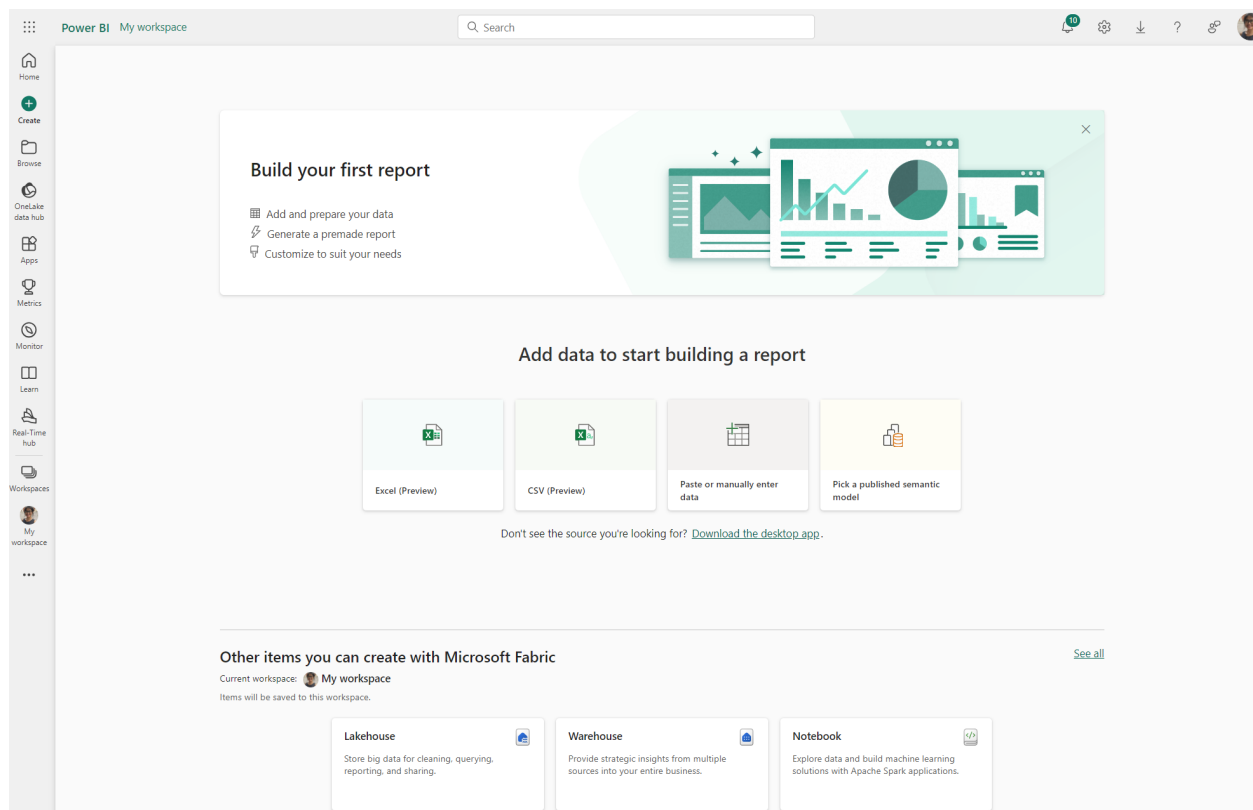 Power BI My workspace
Search
10
Home
Create
Browse
OneLake
data hub
Apps
Metrics
Monitor
Learn
Real-Time
hub
Workspaces
My
workspace
Build your first report
Add and prepare your data
Generate a premade report
Customize to suit your needs
Add data to start building a report
Excel (Preview)
CSV (Preview)
Paste or manually enter
data
Pick a published semantic
model
Don't see the source you're looking for? Download the desktop app.
Other items you can create with Microsoft Fabric
See all
Current workspace: My workspace
Items will be saved to this workspace.
Lakehouse
Store big data for cleaning, querying,
reporting, and sharing.
Warehouse
Provide strategic insights from multiple
sources into your entire business.
Notebook
Explore data and build machine learning
solutions with Apache Spark applications.